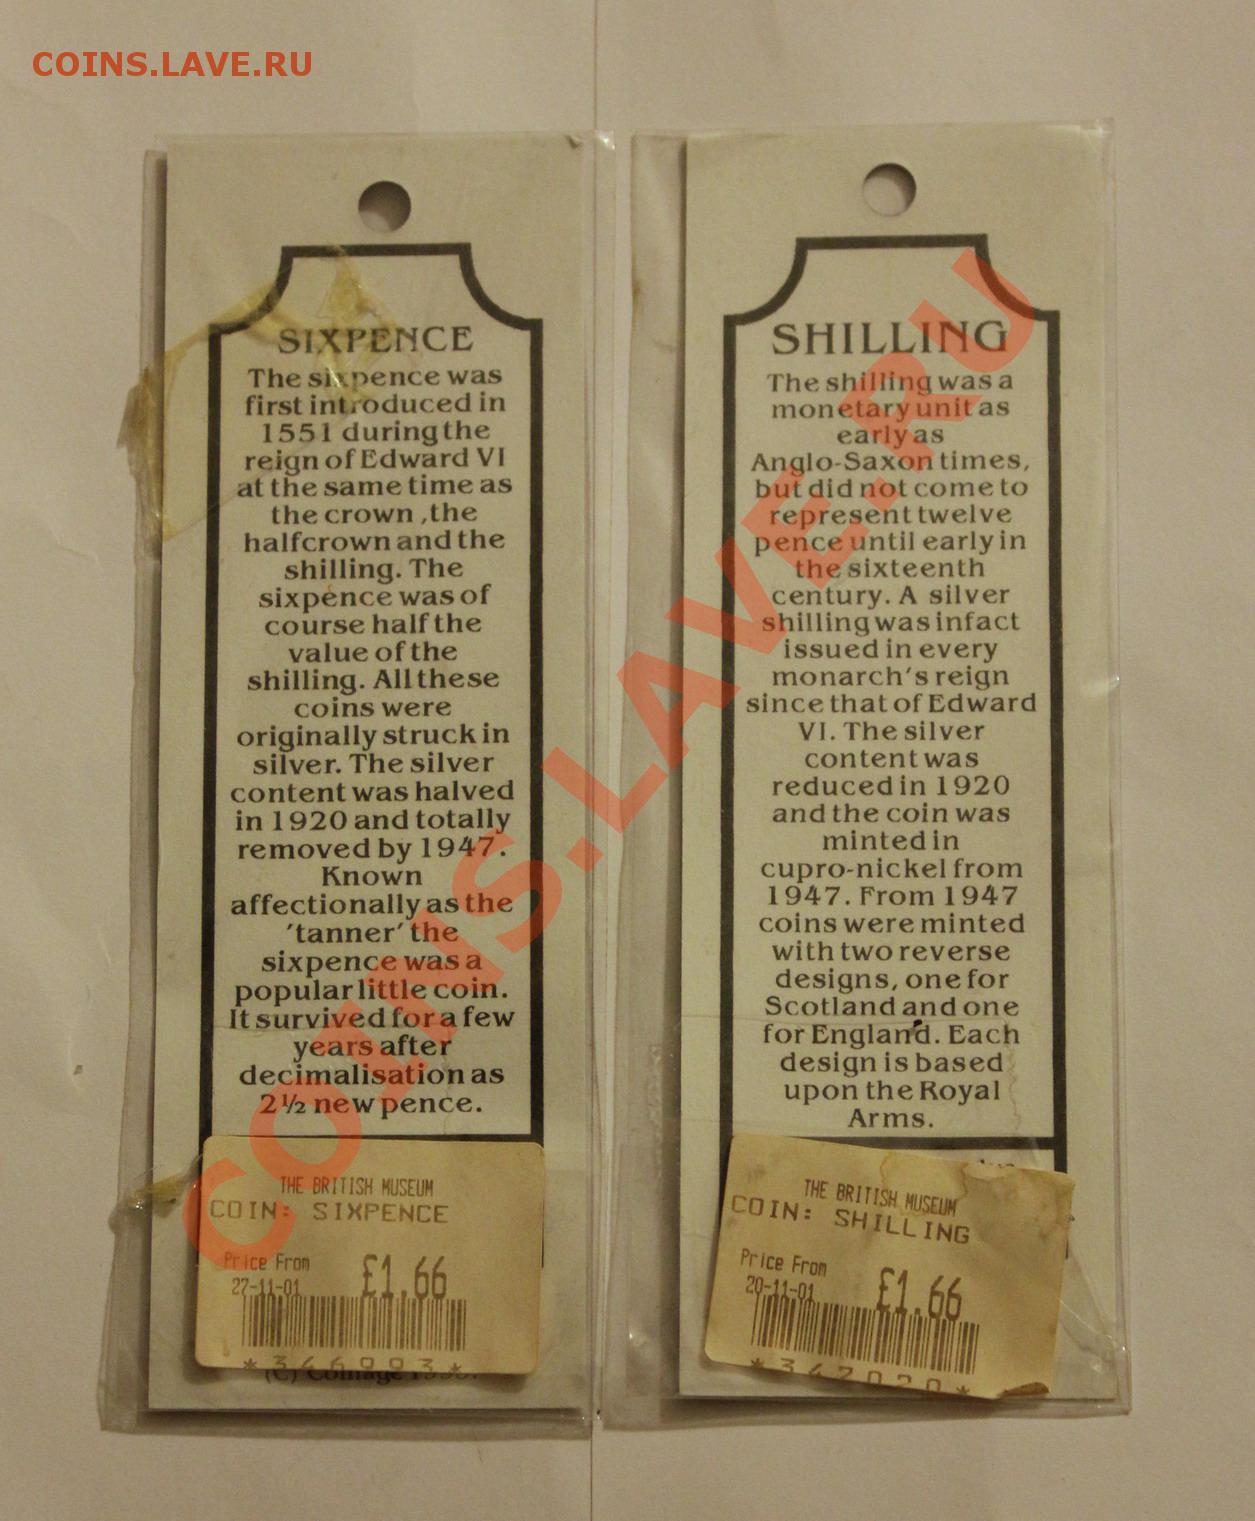 COINS.LAVE.RU
SIXPENCE
The sixpence was
first introduced in
1551 during the
reign of Edward VI
at the same time as
the crown ,the
halfcrown and the
shilling. The
sixpence was of
course half the
value of the
shilling. All these
coins were
originally struck in
silver. The silver
content was halved
in 1920 and totally
removed by 1947.
Known
affectionally as the
'tanner' the
sixpence was a
popular little coin.
It survived for a few
years after
decimalisation as
2½ new pence.
THE BRITISH MUSEUM
COIN: SIXPENCE
Price From
27-11-01 £1.66
(C) Coinage
SHILLING
The shilling was a
monetary unit as
early as
Anglo-Saxon times,
but did not come to
represent twelve
pence until early in
the sixteenth
century. A silver
shilling was infact
issued in every
monarch's reign
since that of Edward
VI. The silver
content was
reduced in 1920
and the coin was
minted in
cupro-nickel from
1947. From 1947
coins were minted
with two reverse
designs, one for
Scotland and one
for England. Each
design is based
upon the Royal
Arms.
THE BRITISH MUSEUM
COIN: SHILLING
Price From
20-11-01 £1.66
COINS.LAVE.RU